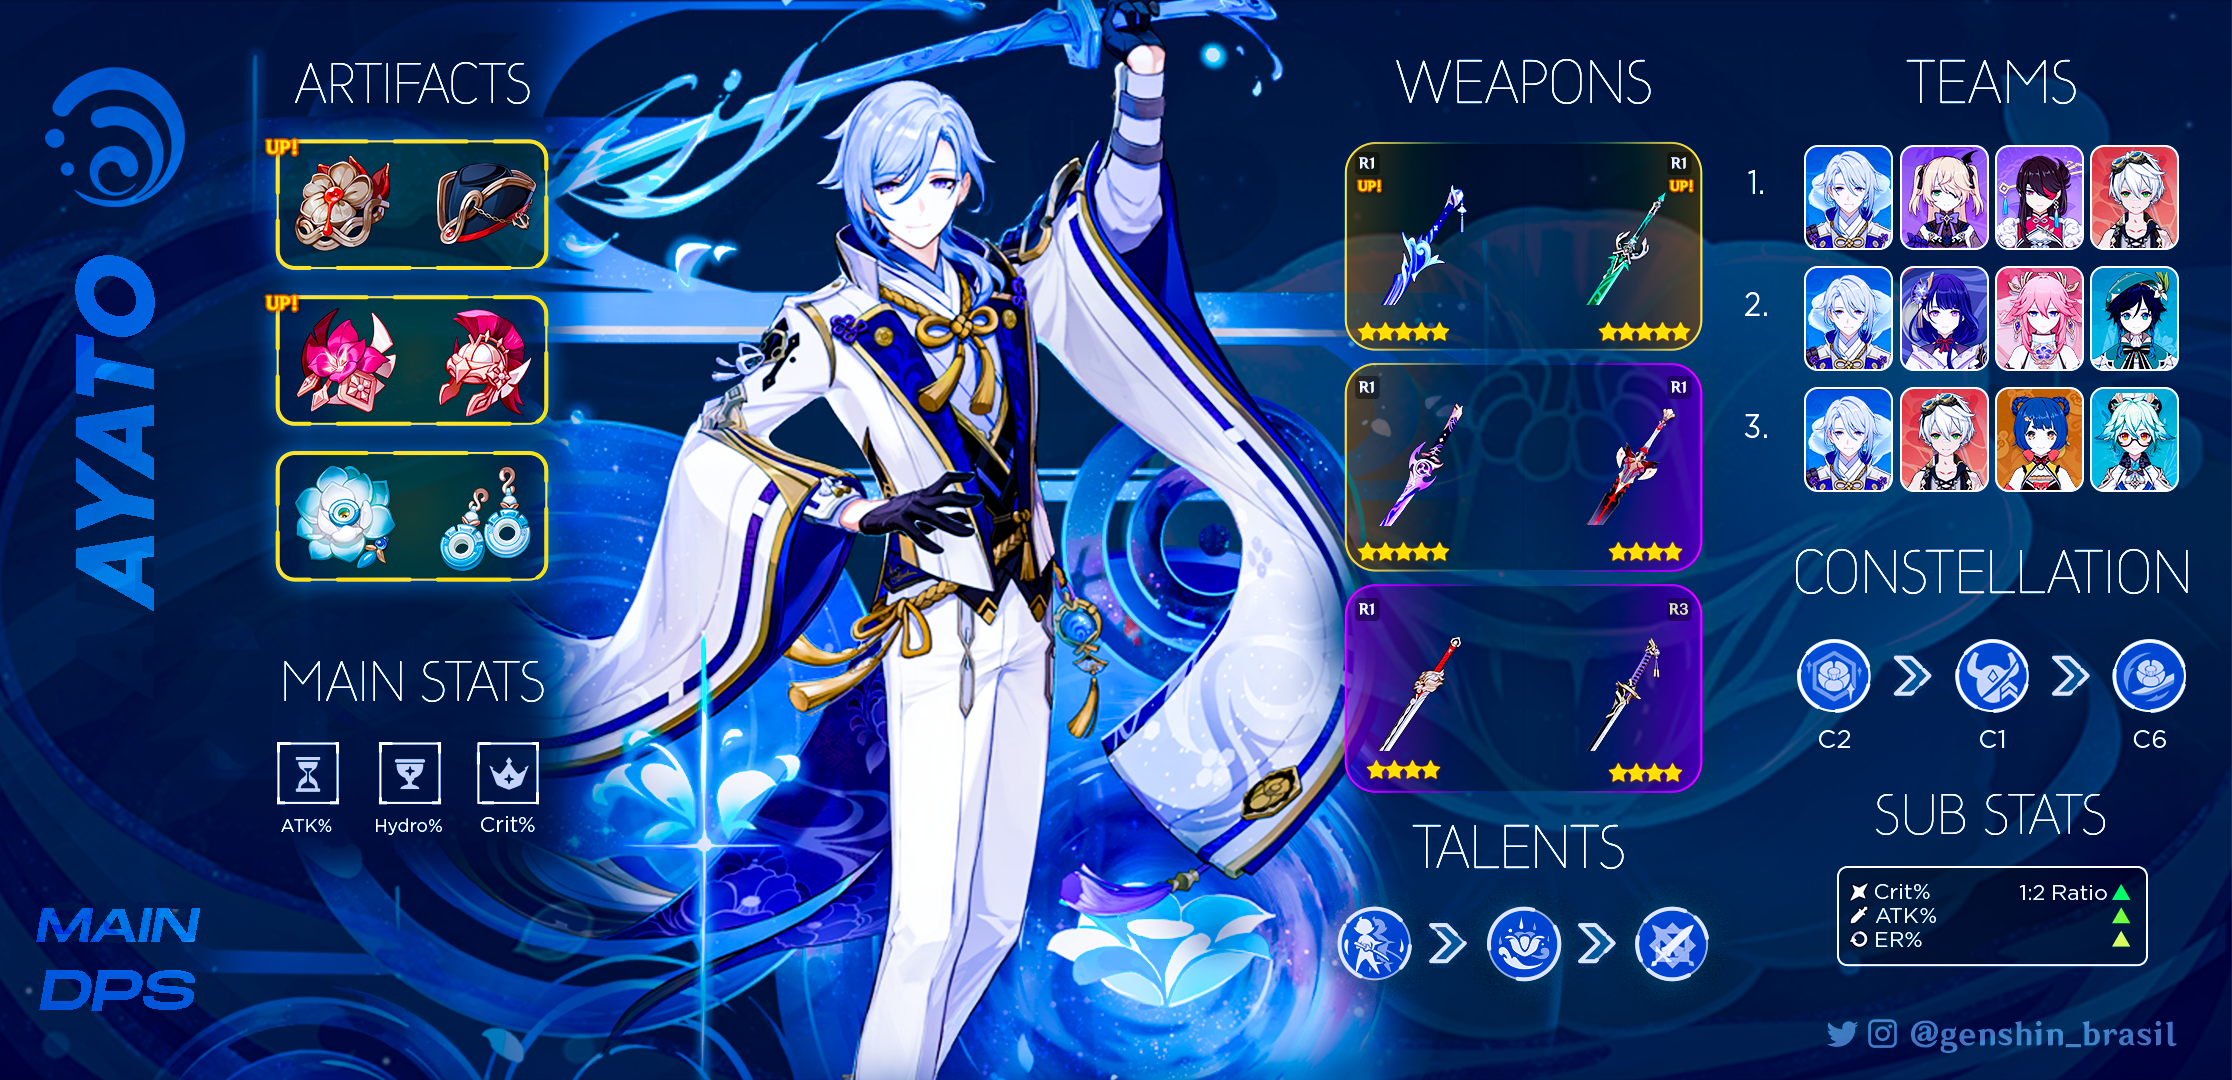 AYATO
MAIN
DPS
ARTIFACTS
UP!
UP!
MAIN STATS
ATK% Hydro% Crit%
WEAPONS
R1 R1
UP! UP!
R1 R1
R1 R3
TALENTS
TEAMS
1.
2.
3.
CONSTELLATION
C2 C1 C6
SUB STATS
Crit% 1:2 Ratio
ATK%
ER%
@genshin_brasil